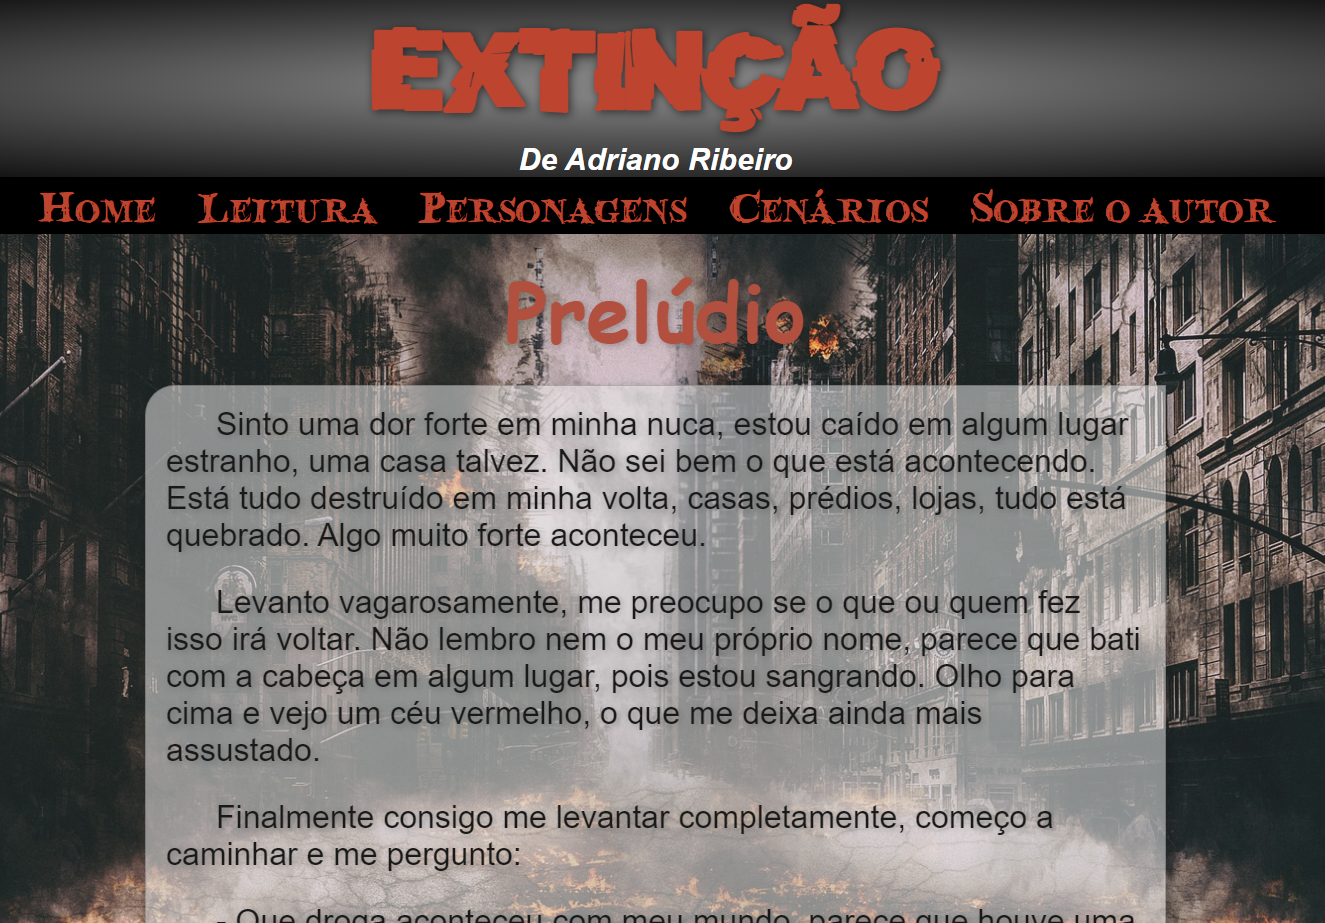 EXTINÇÃO
De Adriano Ribeiro
Home Leitura Personagens Cenários Sobre o autor
Prelúdio
Sinto uma dor forte em minha nuca, estou caído em algum lugar
estranho, uma casa talvez. Não sei bem o que está acontecendo.
Está tudo destruído em minha volta, casas, prédios, lojas, tudo está
quebrado. Algo muito forte aconteceu.
Levanto vagarosamente, me preocupo se o que ou quem fez
isso irá voltar. Não lembro nem o meu próprio nome, parece que bati
com a cabeça em algum lugar, pois estou sangrando. Olho para
cima e vejo um céu vermelho, o que me deixa ainda mais
assustado.
Finalmente consigo me levantar completamente, começo a
caminhar e me pergunto:
- Que droga aconteceu com meu mundo, parece que houve uma